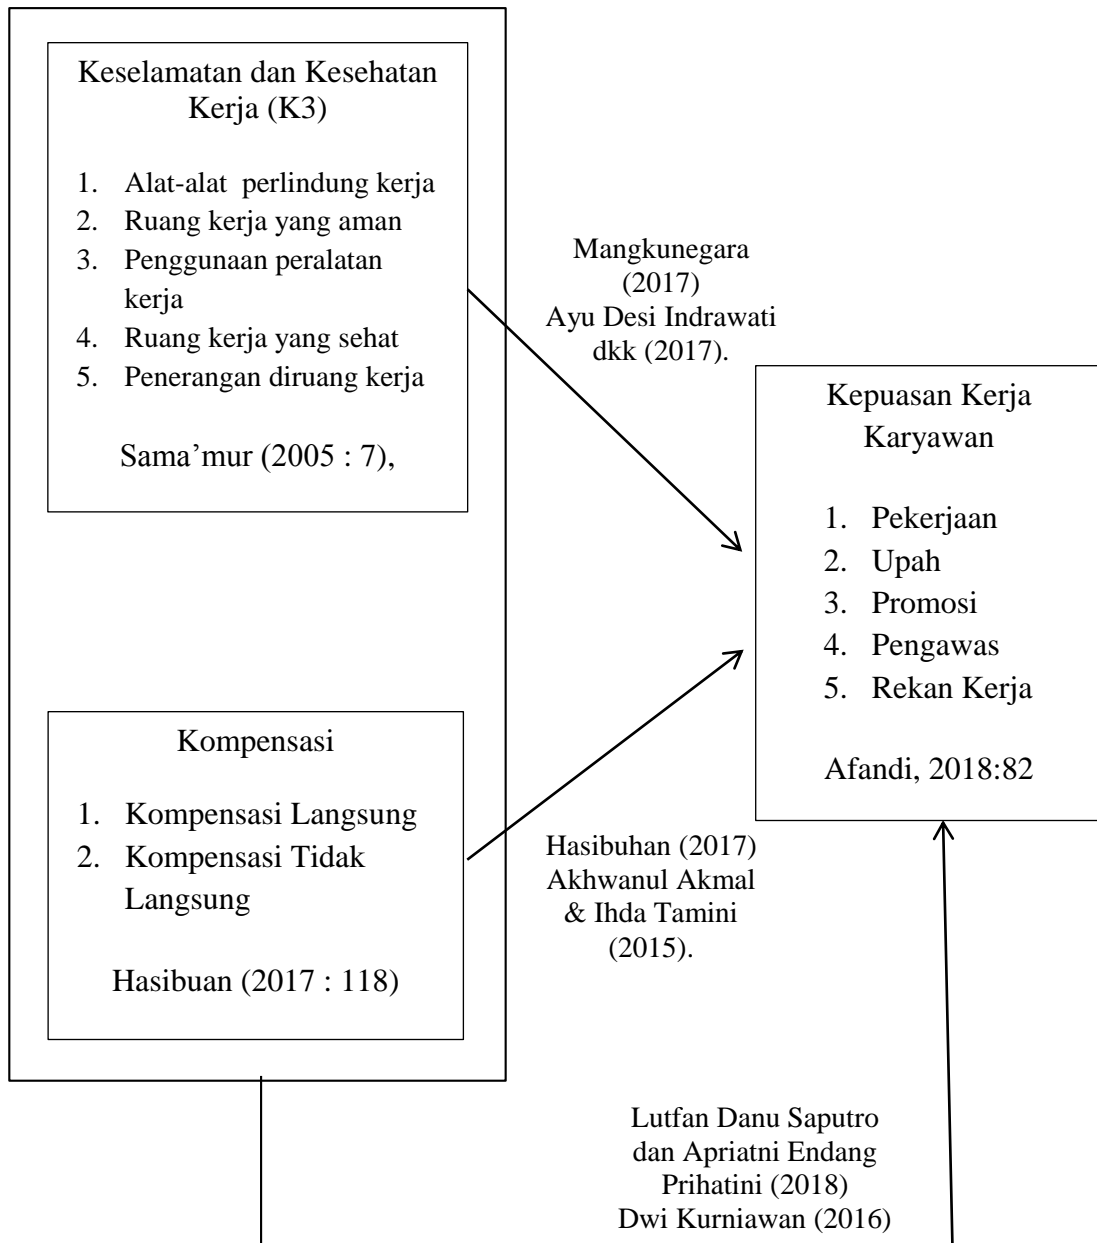 Keselamatan dan Kesehatan
Kerja (K3)
1. Alat-alat perlindung kerja
2. Ruang kerja yang aman
3. Penggunaan peralatan
kerja
4. Ruang kerja yang sehat
5. Penerangan diruang kerja
Sama’mur (2005 : 7),
Mangkunegara
(2017)
Ayu Desi Indrawati
dkk (2017).
Kepuasan Kerja
Karyawan
1. Pekerjaan
2. Upah
3. Promosi
4. Pengawas
5. Rekan Kerja
Afandi, 2018:82
Kompensasi
1. Kompensasi Langsung
2. Kompensasi Tidak
Langsung
Hasibuan (2017 : 118)
Hasibuhan (2017)
Akhwanul Akmal
& Ihda Tamini
(2015).
Lutfan Danu Saputro
dan Apriatni Endang
Prihatini (2018)
Dwi Kurniawan (2016)